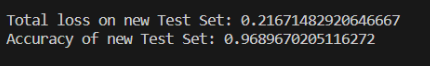 Total loss on new Test Set: 0.21671482920646667
Accuracy of new Test Set: 0.9689670205116272